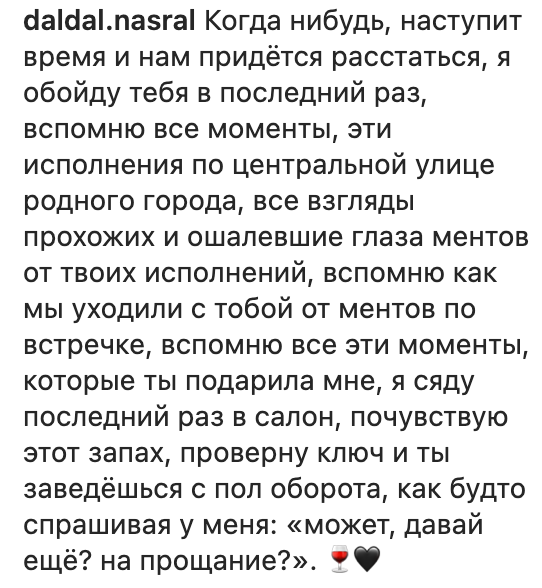 daldal.nasral Когда нибудь, наступит
время и нам придётся расстаться, я
обойду тебя в последний раз,
вспомню все моменты, эти
исполнения по центральной улице
родного города, все взгляды
прохожих и ошалевшие глаза ментов
от твоих исполнений, вспомню как
мы уходили с тобой от ментов по
встречке, вспомню все эти моменты,
которые ты подарила мне, я сяду
последний раз в салон, почувствую
этот запах, проверну ключ и ты
заведёшься с пол оборота, как будто
спрашивая у меня: «может, давай
ещё? на прощание?». 🍷🖤